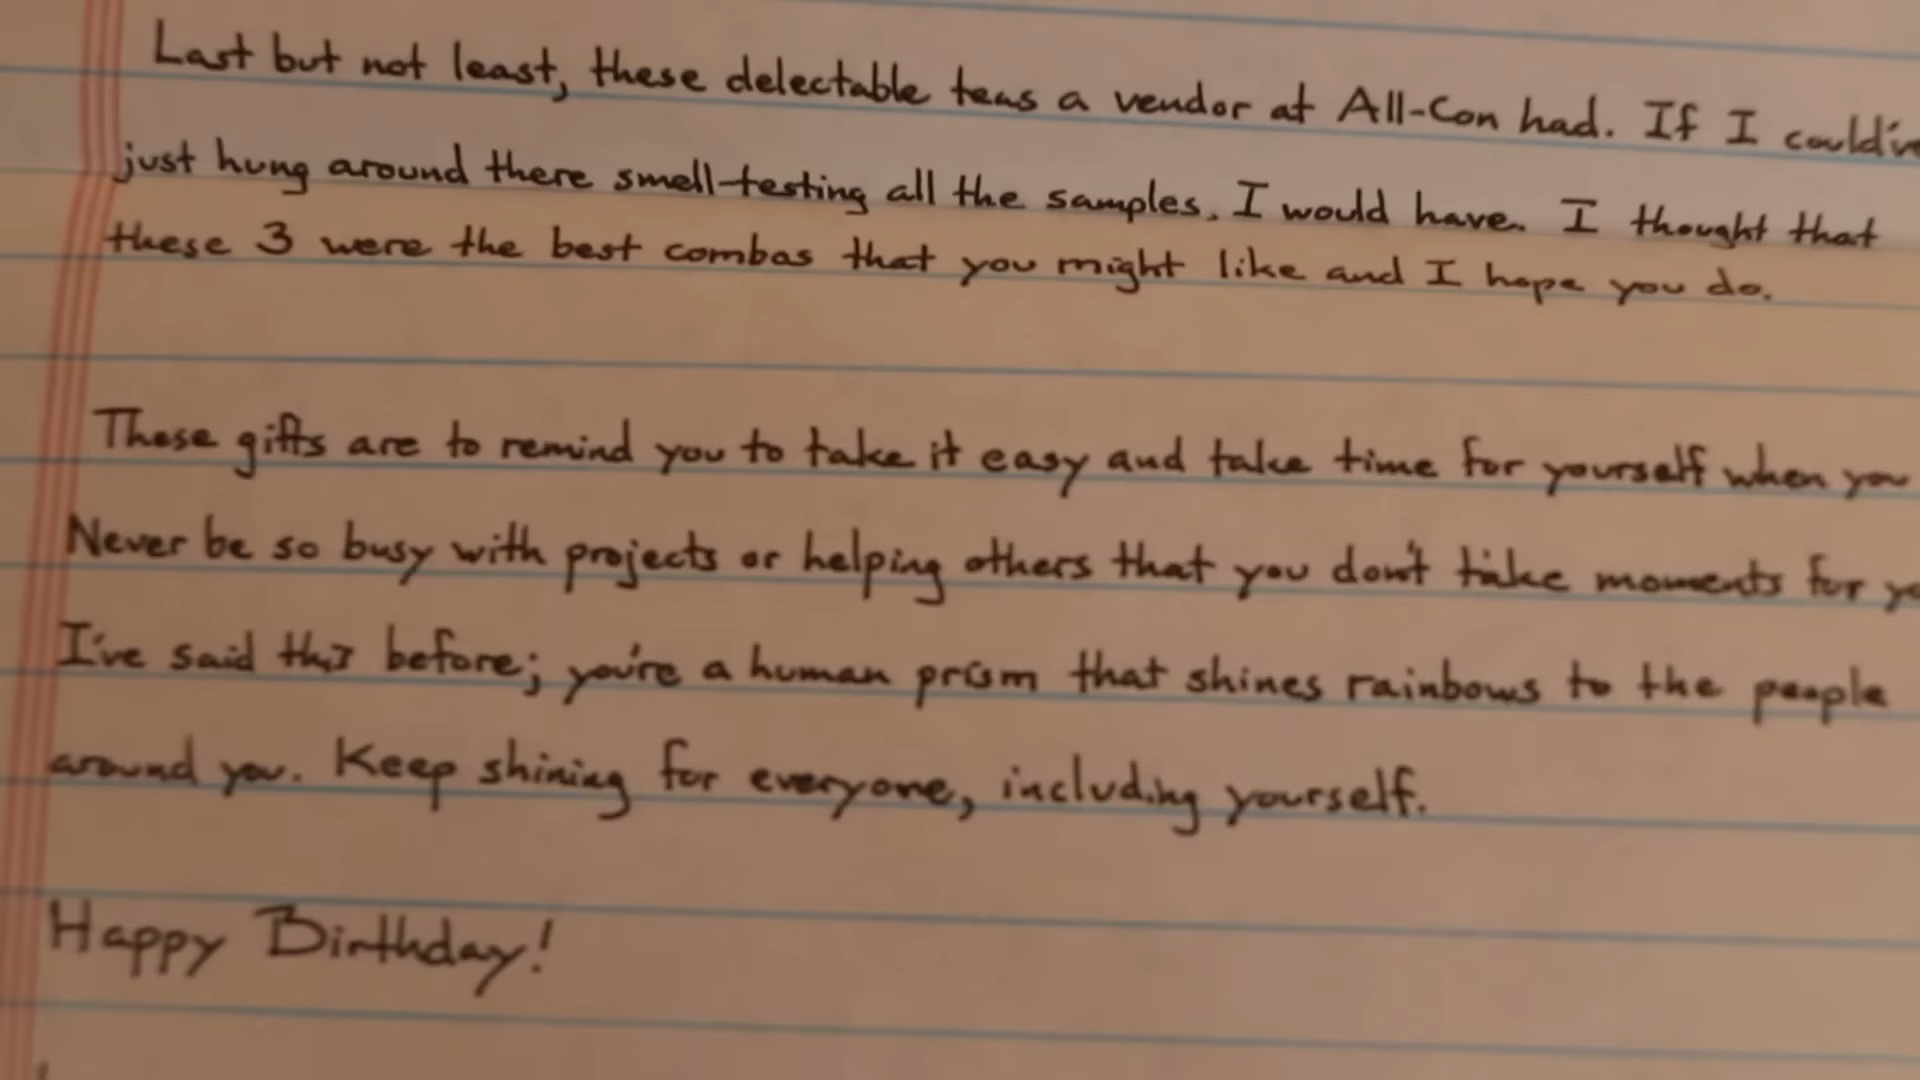 Last but not least, these delectable teas a vendor at All-Con had. If I could've
just hung around there smell-testing all the samples, I would have. I thought that
these 3 were the best combos that you might like and I hope you do.
These gifts are to remind you to take it easy and take time for yourself when you
Never be so busy with projects or helping others that you don't take moments for
I've said this before; you're a human prism that shines rainbows to the people
around you. Keep shining for everyone, including yourself.
Happy Birthday!